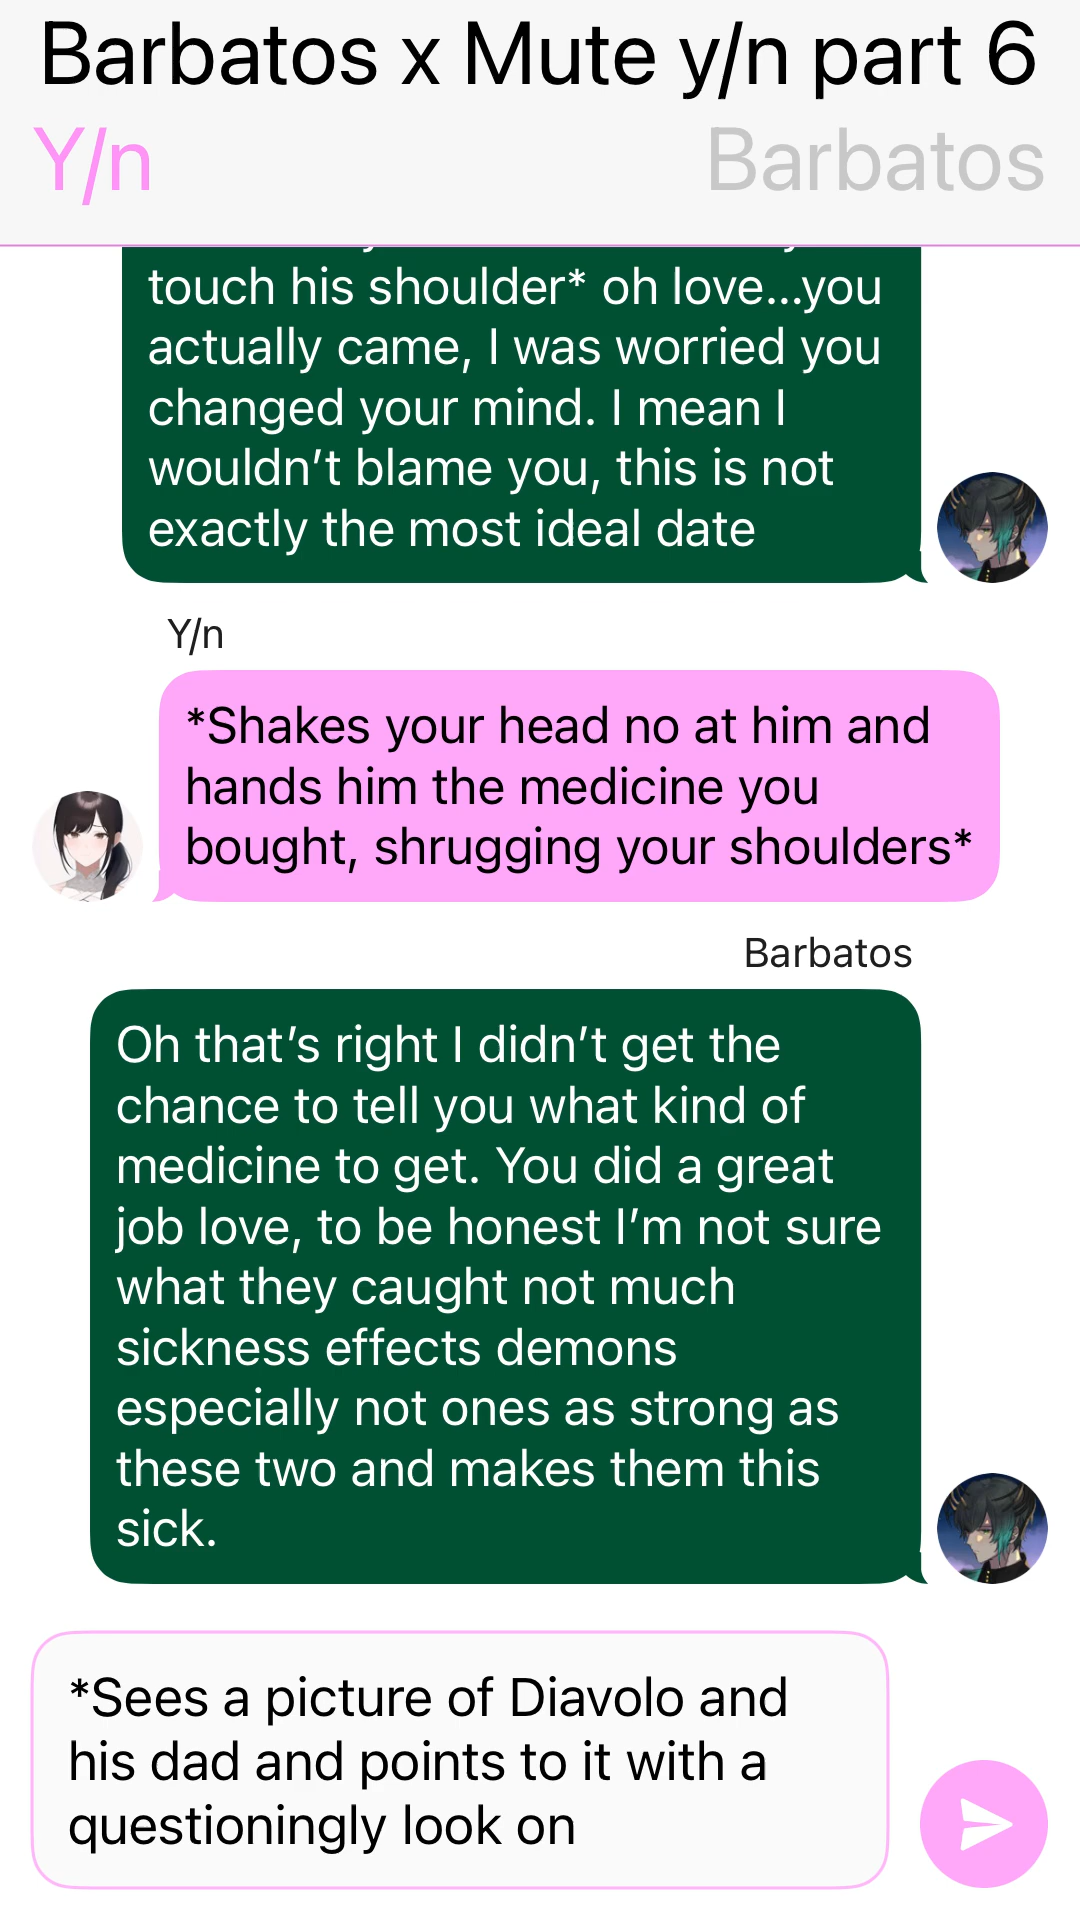 Barbatos x Mute y/n part 6
Y/n
Barbatos
touch his shoulder* oh love...you
actually came, I was worried you
changed your mind. I mean I
wouldn’t blame you, this is not
exactly the most ideal date
Y/n
*Shakes your head no at him and
hands him the medicine you
bought, shrugging your shoulders*
Barbatos
Oh that’s right I didn’t get the
chance to tell you what kind of
medicine to get. You did a great
job love, to be honest I’m not sure
what they caught not much
sickness effects demons
especially not ones as strong as
these two and makes them this
sick.
*Sees a picture of Diavolo and
his dad and points to it with a
questioningly look on